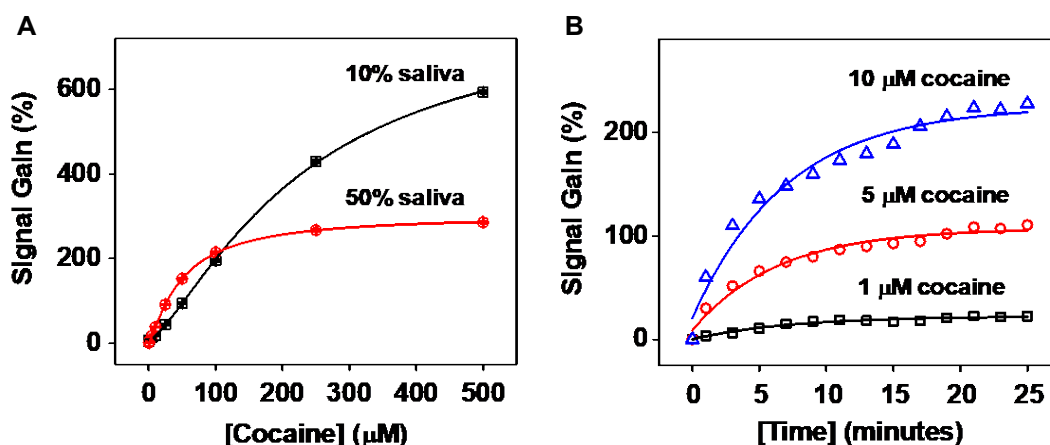 A
Signal Gain (%)
600
400
200
0
10% saliva
50% saliva
0 100 200 300 400 500
[Cocaine] (µM)
B
Signal Gain (%)
200
100
0
10 µM cocaine
5 µM cocaine
1 µM cocaine
0 5 10 15 20 25
[Time] (minutes)